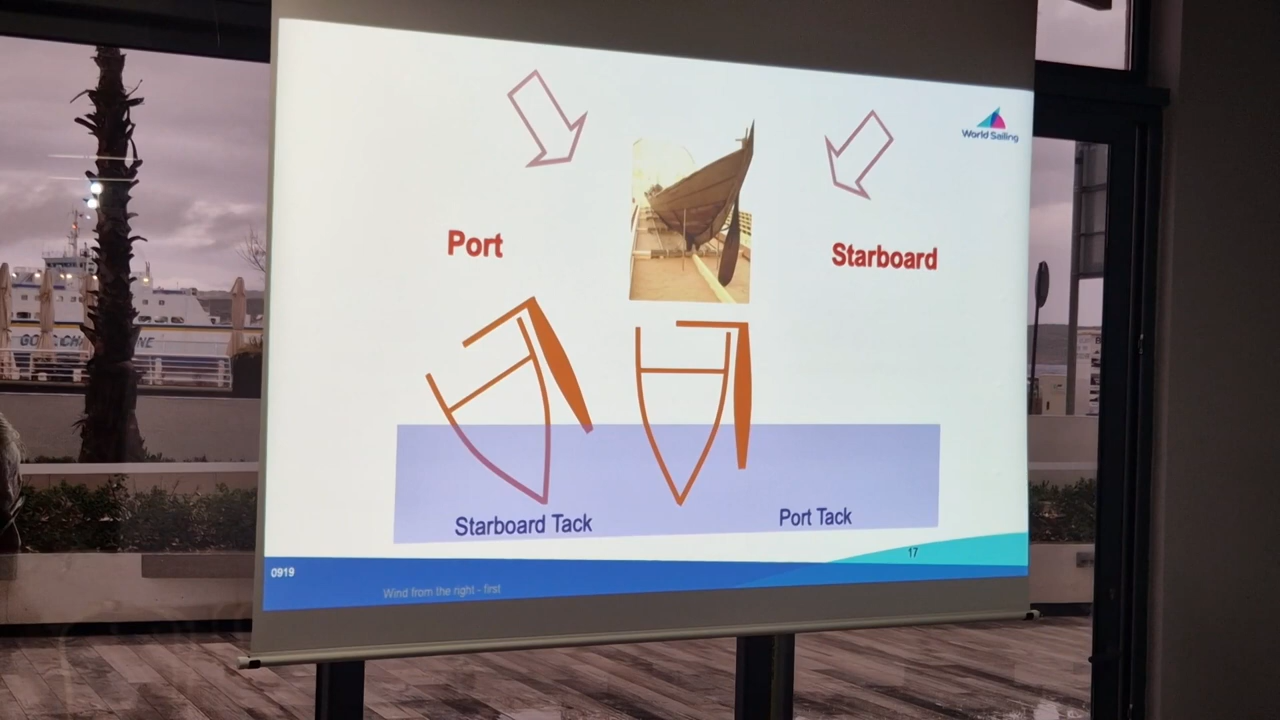 World Sailing
Port
Starboard
Starboard Tack
Port Tack
17
0919
Wind from the right - first